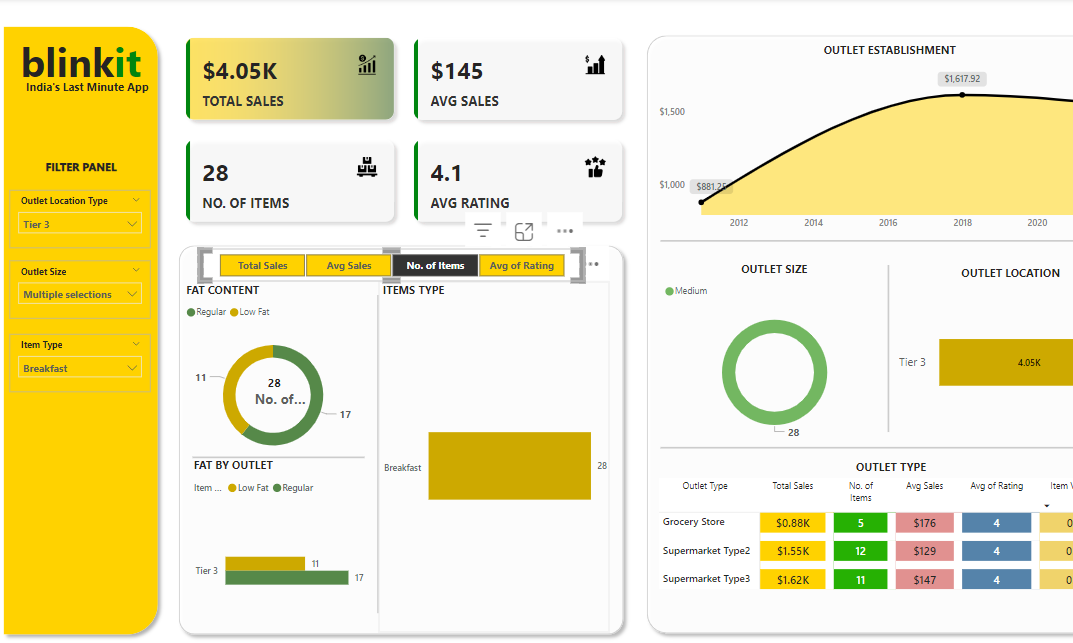 blinkit
India's Last Minute App
FILTER PANEL
Outlet Location Type
Tier 3
Outlet Size
Multiple selections
Item Type
Breakfast
$4.05K
TOTAL SALES
$145
AVG SALES
28
NO. OF ITEMS
4.1
AVG RATING
Total Sales
Avg Sales
No. of Items
Avg of Rating
FAT CONTENT
Regular
Low Fat
11
28
No. of...
17
FAT BY OUTLET
Item ...
Low Fat
Regular
Tier 3
11
17
ITEMS TYPE
Breakfast
28
OUTLET ESTABLISHMENT
$1,617.92
$1,500
$1,000
$881.25
2012
2014
2016
2018
2020
OUTLET SIZE
Medium
28
OUTLET LOCATION
Tier 3
4.05K
OUTLET TYPE
Outlet Type Total Sales No. of Items Avg Sales Avg of Rating Item V
Grocery Store $0.88K 5 $176 4 0
Supermarket Type2 $1.55K 12 $129 4 0
Supermarket Type3 $1.62K 11 $147 4 0